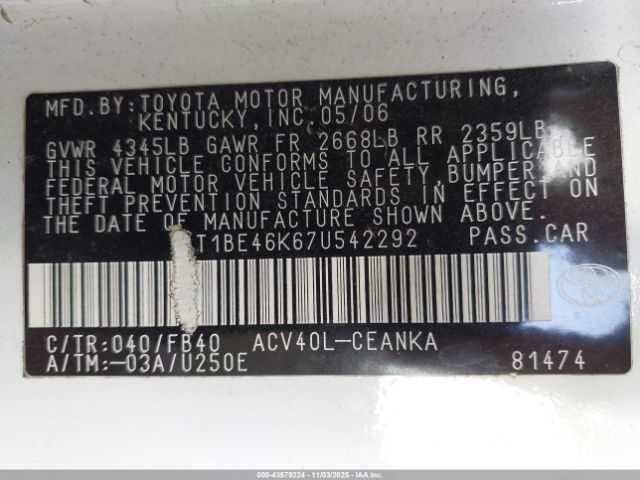 MFD. BY: TOYOTA MOTOR MANUFACTURING,
KENTUCKY, INC 05/06
GVWR 4345LB GAWR FR 2668LB RR 2359LB
THIS VEHICLE CONFORMS TO ALL APPLICABLE
FEDERAL MOTOR VEHICLE SAFETY, BUMPER, AND
THEFT PREVENTION STANDARDS IN EFFECT ON
THE DATE OF MANUFACTURE SHOWN ABOVE.
T1BE46K67U542292 PASS.CAR
C/TR:040/FB40 ACV40L-CEANKA
A/TM:-03A/U250E 81474
TOYOTA
000-43579224 - 11/03/2025 - IAA Inc.